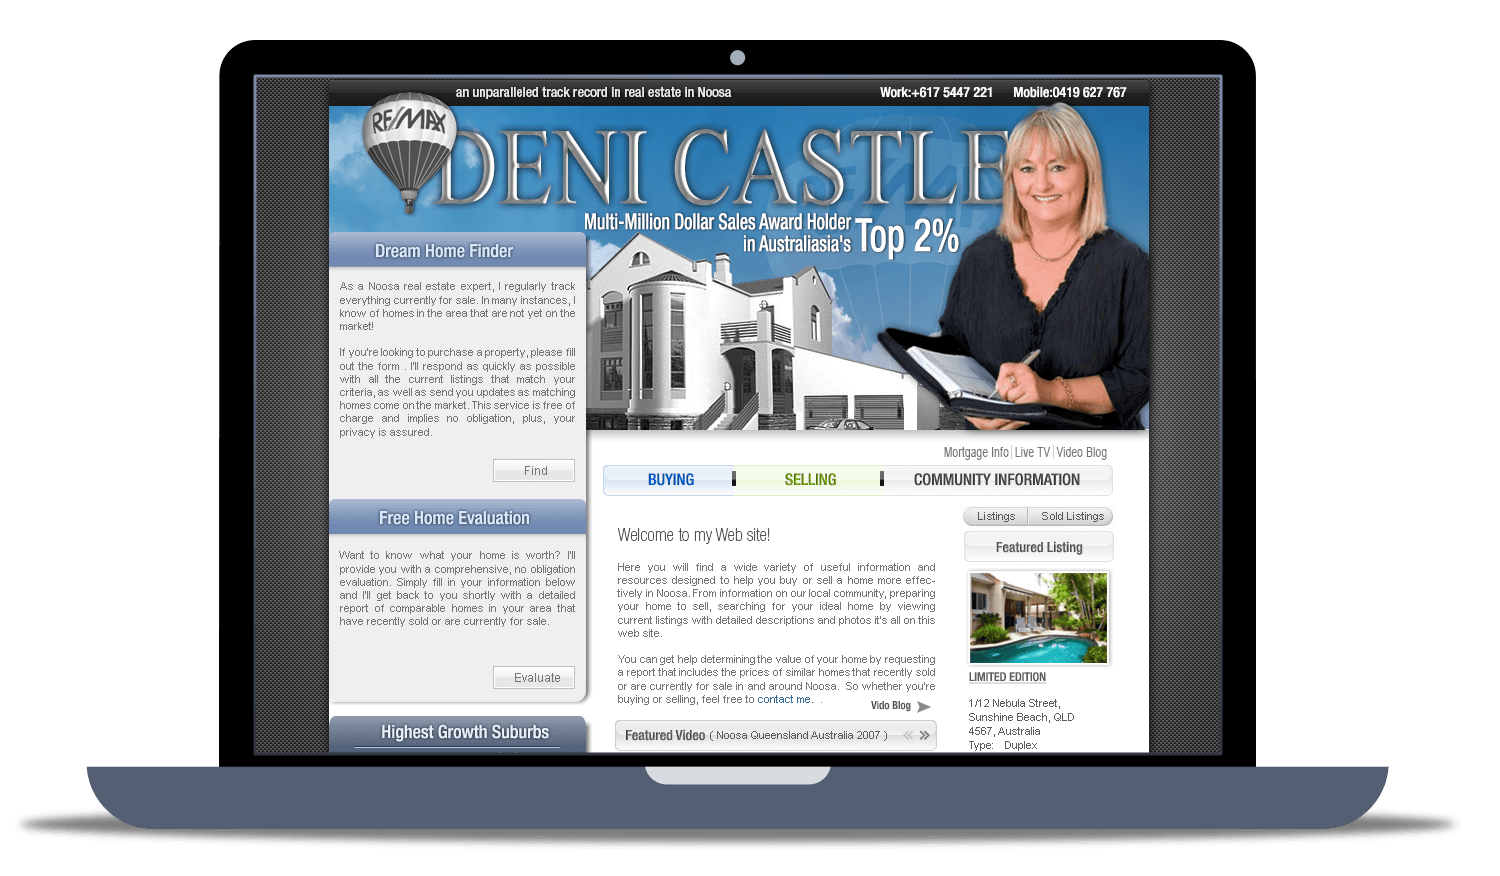 an unparalleled track record in real estate in Noosa
Work:+617 5447 221
Mobile:0419 627 767
RE/MAX
DENI CASTLE
Multi-Million Dollar Sales Award Holder
in Australiasia's Top 2%
Dream Home Finder
As a Noosa real estate expert, I regularly track
everything currently for sale. In many instances, I
know of homes in the area that are not yet on the
market!
If you're looking to purchase a property, please fill
out the form . I'll respond as quickly as possible
with all the current listings that match your
criteria, as well as send you updates as matching
homes come on the market. This service is free of
charge and implies no obligation, plus, your
privacy is assured.
Find
Free Home Evaluation
Want to know what your home is worth? I'll
provide you with a comprehensive, no obligation
evaluation. Simply fill in your information below
and I'll get back to you shortly with a detailed
report of comparable homes in your area that
have recently sold or are currently for sale.
Evaluate
Highest Growth Suburbs
Mortgage Info | Live TV | Video Blog
BUYING
SELLING
COMMUNITY INFORMATION
Welcome to my Web site!
Here you will find a wide variety of useful information and
resources designed to help you buy or sell a home more effec-
tively in Noosa. From information on our local community, preparing
your home to sell, searching for your ideal home by viewing
current listings with detailed descriptions and photos it's all on this
web site.
You can get help determining the value of your home by requesting
a report that includes the prices of similar homes that recently sold
or are currently for sale in and around Noosa. So whether you're
buying or selling, feel free to contact me. .
Vido Blog
Featured Video ( Noosa Queensland Australia 2007 )
Listings
Sold Listings
Featured Listing
LIMITED EDITION
1/12 Nebula Street,
Sunshine Beach, QLD
4567, Australia
Type: Duplex